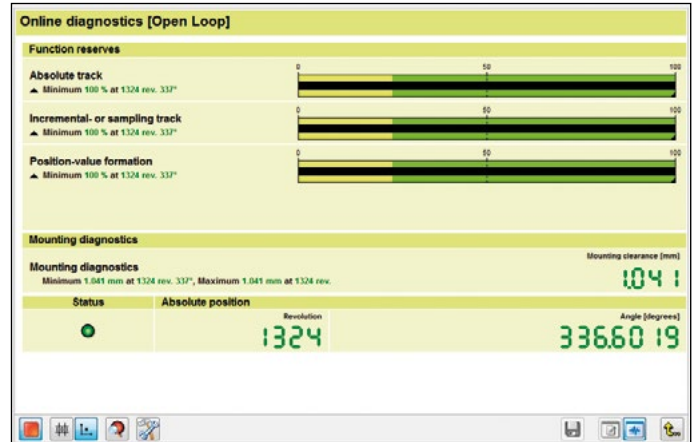 Online diagnostics [Open Loop]
Function reserves
Absolute track
0 50 100
Minimum 100 % at 1324 rev. 337°
Incremental- or sampling track
0 50 100
Minimum 100 % at 1324 rev. 337°
Position-value formation
0 50 100
Minimum 100 % at 1324 rev. 337°
Mounting diagnostics
Mounting clearance [mm]
Mounting diagnostics
Minimum 1.041 mm at 1324 rev. 337°, Maximum 1.041 mm at 1324 rev.
1.041
Status Absolute position
Revolution Angle [degrees]
1324 336.6019